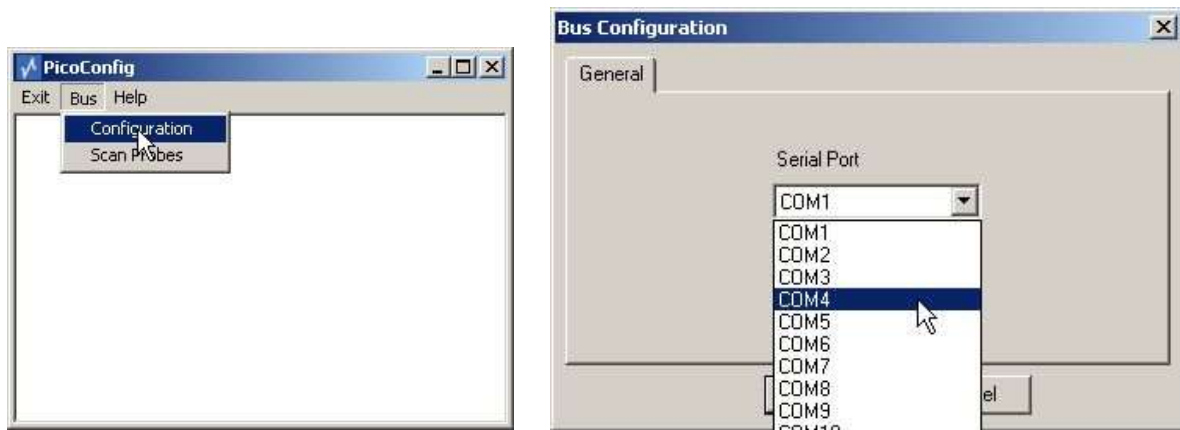 PicoConfig
Exit Bus Help
Configuration
Scan Probes
Bus Configuration
General
Serial Port
COM1
COM1
COM2
COM3
COM4
COM5
COM6
COM7
COM8
COM9
COM10
el